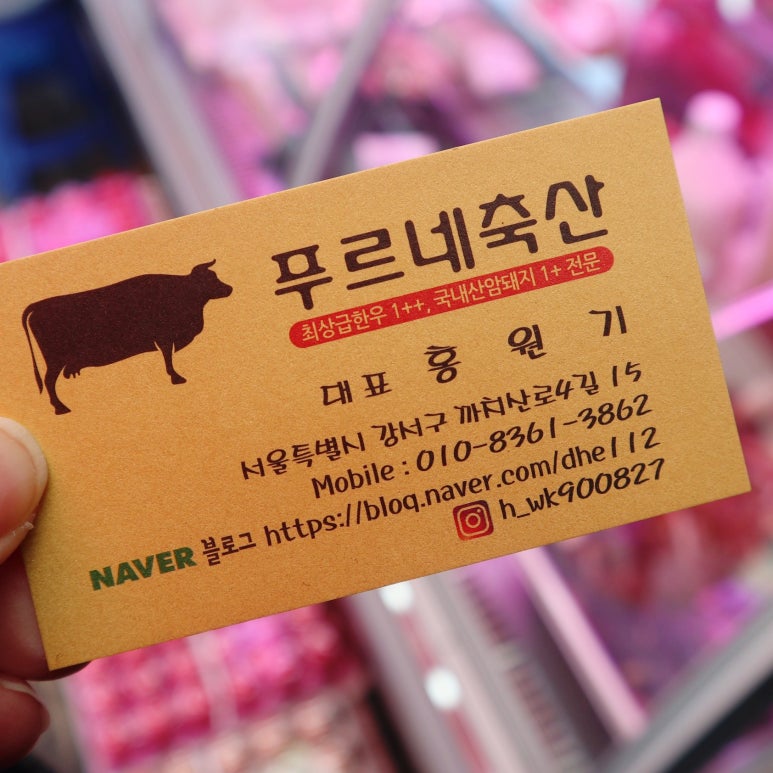 푸르네축산
최상급한우 1++, 국내산암돼지 1+ 전문
대표 홍원기
서울특별시 강서구 까치산로4길 15
Mobile : 010-8361-3862
NAVER 블로그 https://blog.naver.com/dhe112
h_wk900827